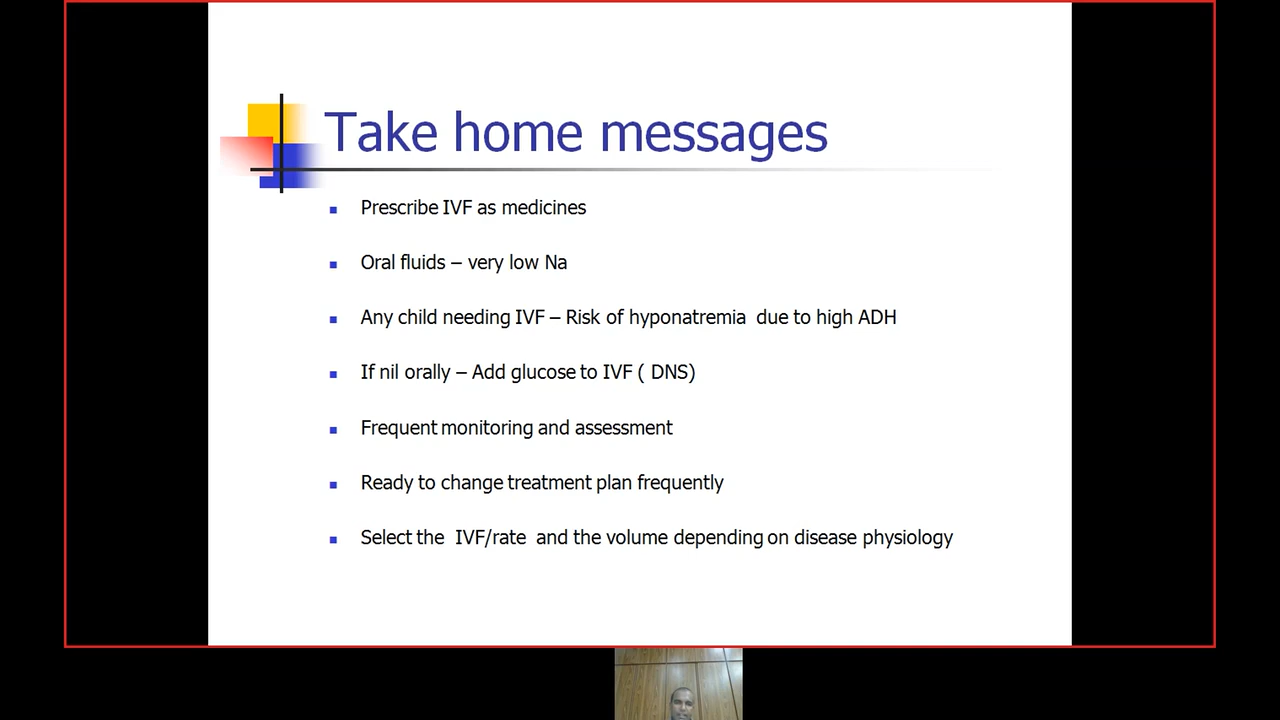 Take home messages
Prescribe IVF as medicines
Oral fluids – very low Na
Any child needing IVF – Risk of hyponatremia due to high ADH
If nil orally – Add glucose to IVF ( DNS)
Frequent monitoring and assessment
Ready to change treatment plan frequently
Select the IVF/rate and the volume depending on disease physiology